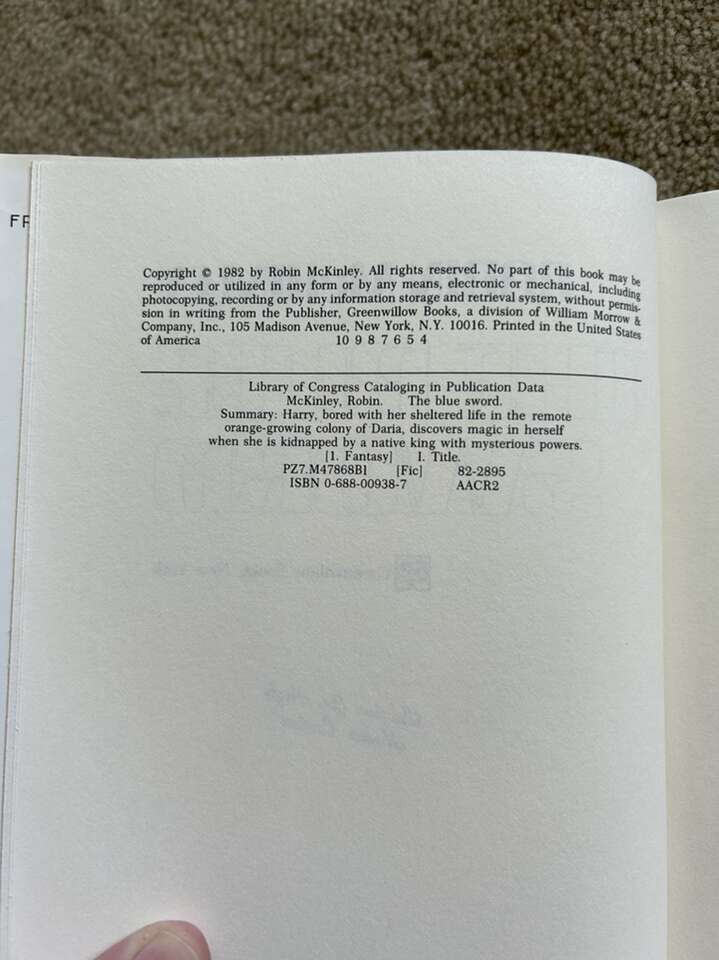 FR
Copyright © 1982 by Robin McKinley. All rights reserved. No part of this book may be
reproduced or utilized in any form or by any means, electronic or mechanical, including
photocopying, recording or by any information storage and retrieval system, without permis-
sion in writing from the Publisher, Greenwillow Books, a division of William Morrow &
Company, Inc., 105 Madison Avenue, New York, N.Y. 10016. Printed in the United States
of America 10 9 8 7 6 5 4
Library of Congress Cataloging in Publication Data
McKinley, Robin. The blue sword.
Summary: Harry, bored with her sheltered life in the remote
orange-growing colony of Daria, discovers magic in herself
when she is kidnapped by a native king with mysterious powers.
[1. Fantasy] I. Title.
PZ7.M47868Bl [Fic] 82-2895
ISBN 0-688-00938-7 AACR2